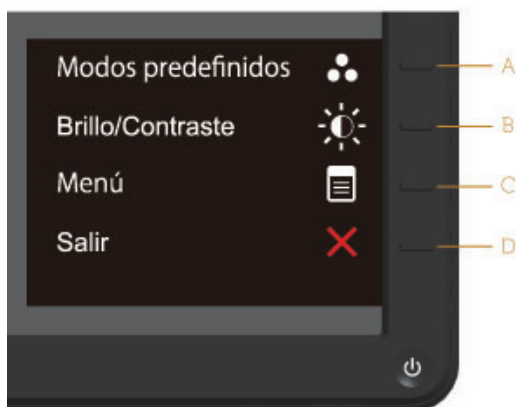 Modos predefinidos
A
Brillo/Contraste
B
Menú
C
Salir
D